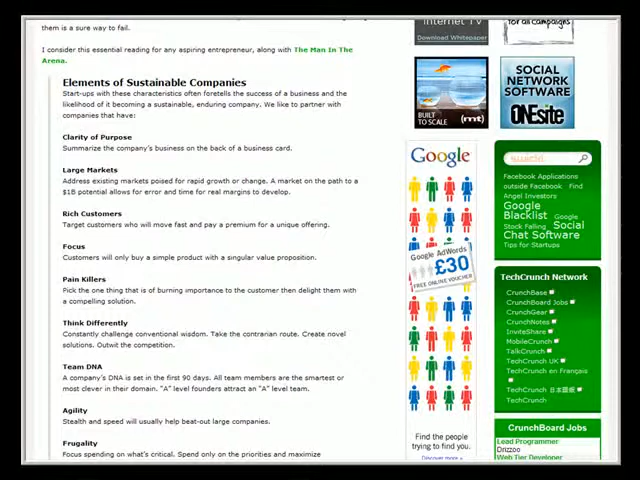 them is a sure way to fail.
I consider this essential reading for any aspiring entrepreneur, along with The Man In The
Arena.
Elements of Sustainable Companies
Start-ups with these characteristics often foretells the success of a business and the
likelihood of it becoming a sustainable, enduring company. We like to partner with
companies that have:
Clarity of Purpose
Summarize the company's business on the back of a business card.
Large Markets
Address existing markets poised for rapid growth or change. A market on the path to a
$1B potential allows for error and time for real margins to develop.
Rich Customers
Target customers who will move fast and pay a premium for a unique offering.
Focus
Customers will only buy a simple product with a singular value proposition.
Pain Killers
Pick the one thing that is of burning importance to the customer then delight them with
a compelling solution.
Think Differently
Constantly challenge conventional wisdom. Take the contrarian route. Create novel
solutions. Outwit the competition.
Team DNA
A company's DNA is set in the first 90 days. All team members are the smartest or
most clever in their domain. "A" level founders attract an "A" level team.
Agility
Stealth and speed will usually help beat-out large companies.
Frugality
Focus spending on what's critical. Spend only on the priorities and maximize
Internet TV
Download Whitepaper
for all campaigns
BUILT
TO SCALE
(mt)
SOCIAL
NETWORK
SOFTWARE
ONEsite
Google
Google AdWords
£30
FREE ONLINE VOUCHER
Find the people
trying to find you.
Discover more »
search
Facebook Applications
outside Facebook Find
Angel Investors
Google
Blacklist Google
Stock Falling Social
Chat Software
Tips for Startups
TechCrunch Network
CrunchBase
CrunchBoard Jobs
CrunchGear
CrunchNotes
InviteShare
MobileCrunch
TalkCrunch
TechCrunch UK
TechCrunch en Français
TechCrunch 日本語版
TechCrunch
CrunchBoard Jobs
Lead Programmer
Drizzoo
Web Tier Developer